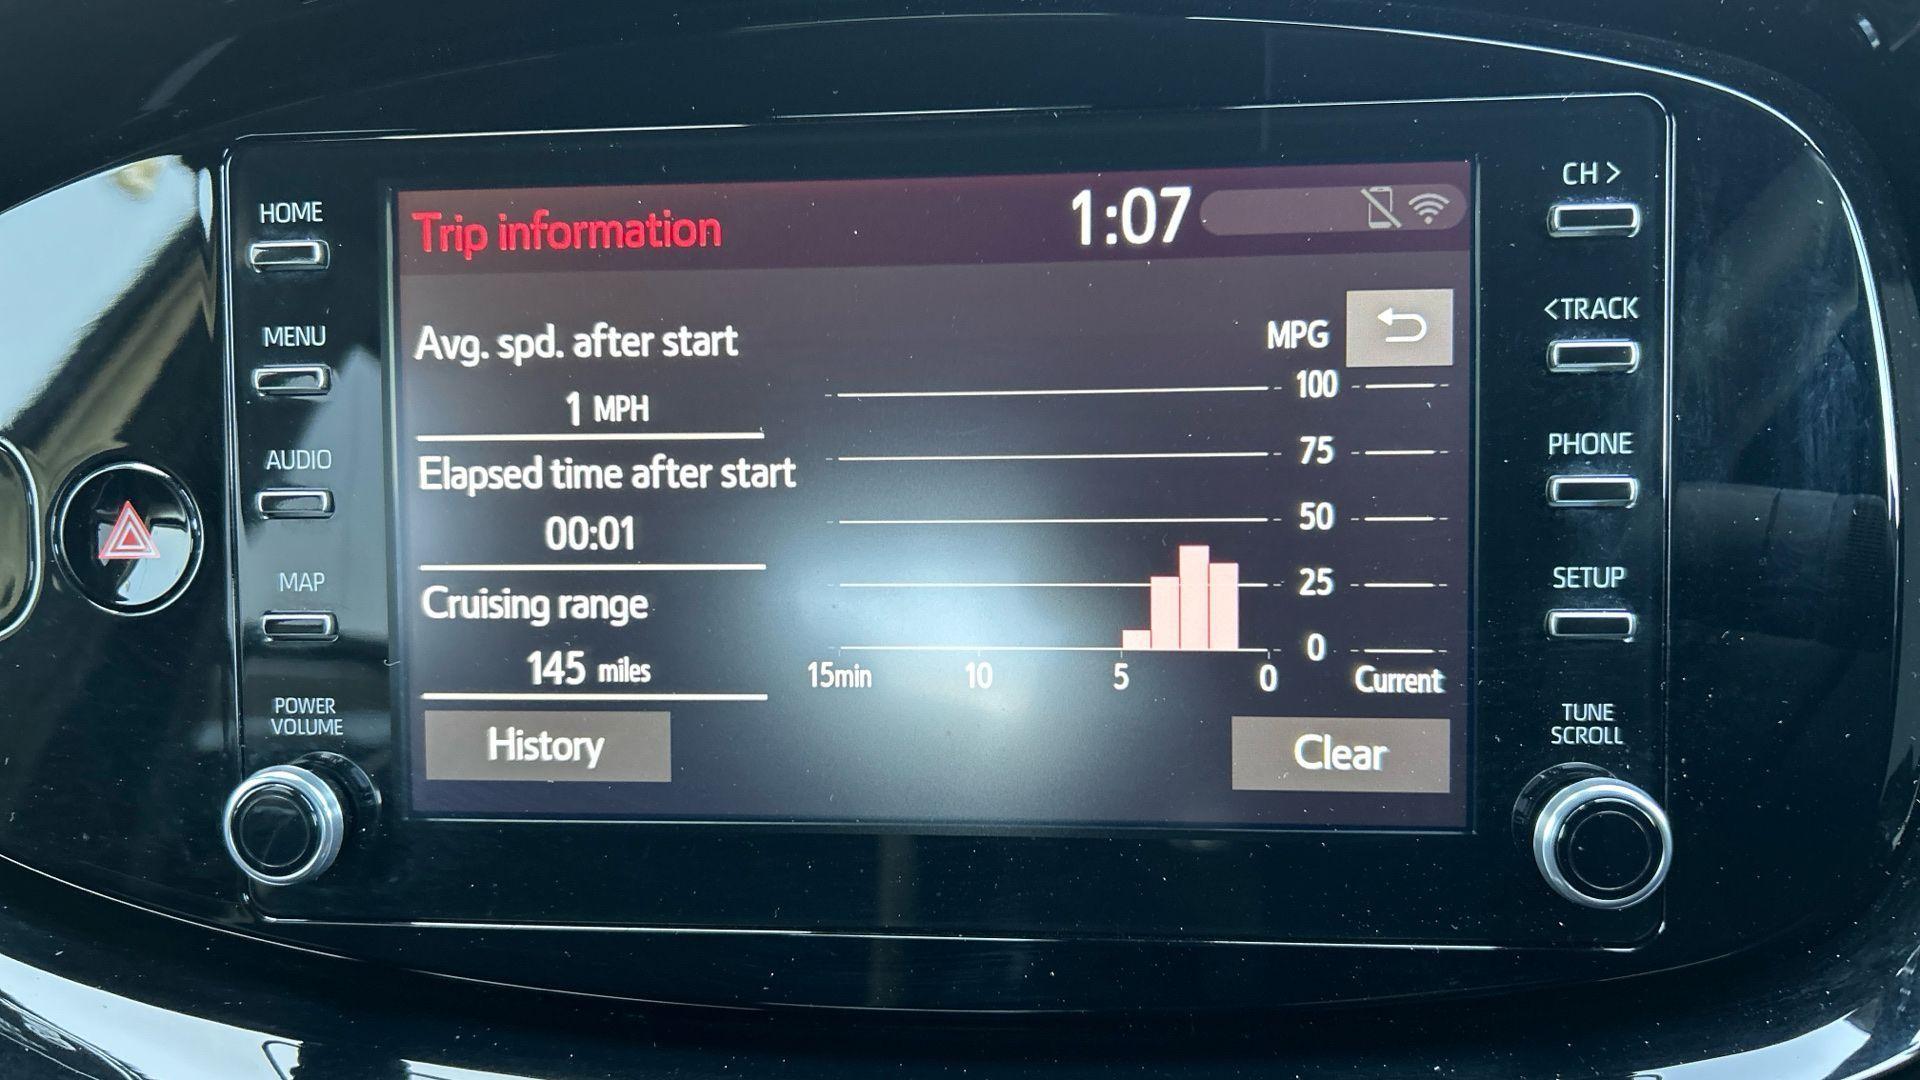 HOME
MENU
AUDIO
MAP
POWER
VOLUME
Trip information
1:07
Avg. spd. after start
1 MPH
Elapsed time after start
00:01
Cruising range
145 miles
History
MPG
100
75
50
25
0
15min 10 5 0 Current
Clear
CH >
<TRACK
PHONE
SETUP
TUNE
SCROLL